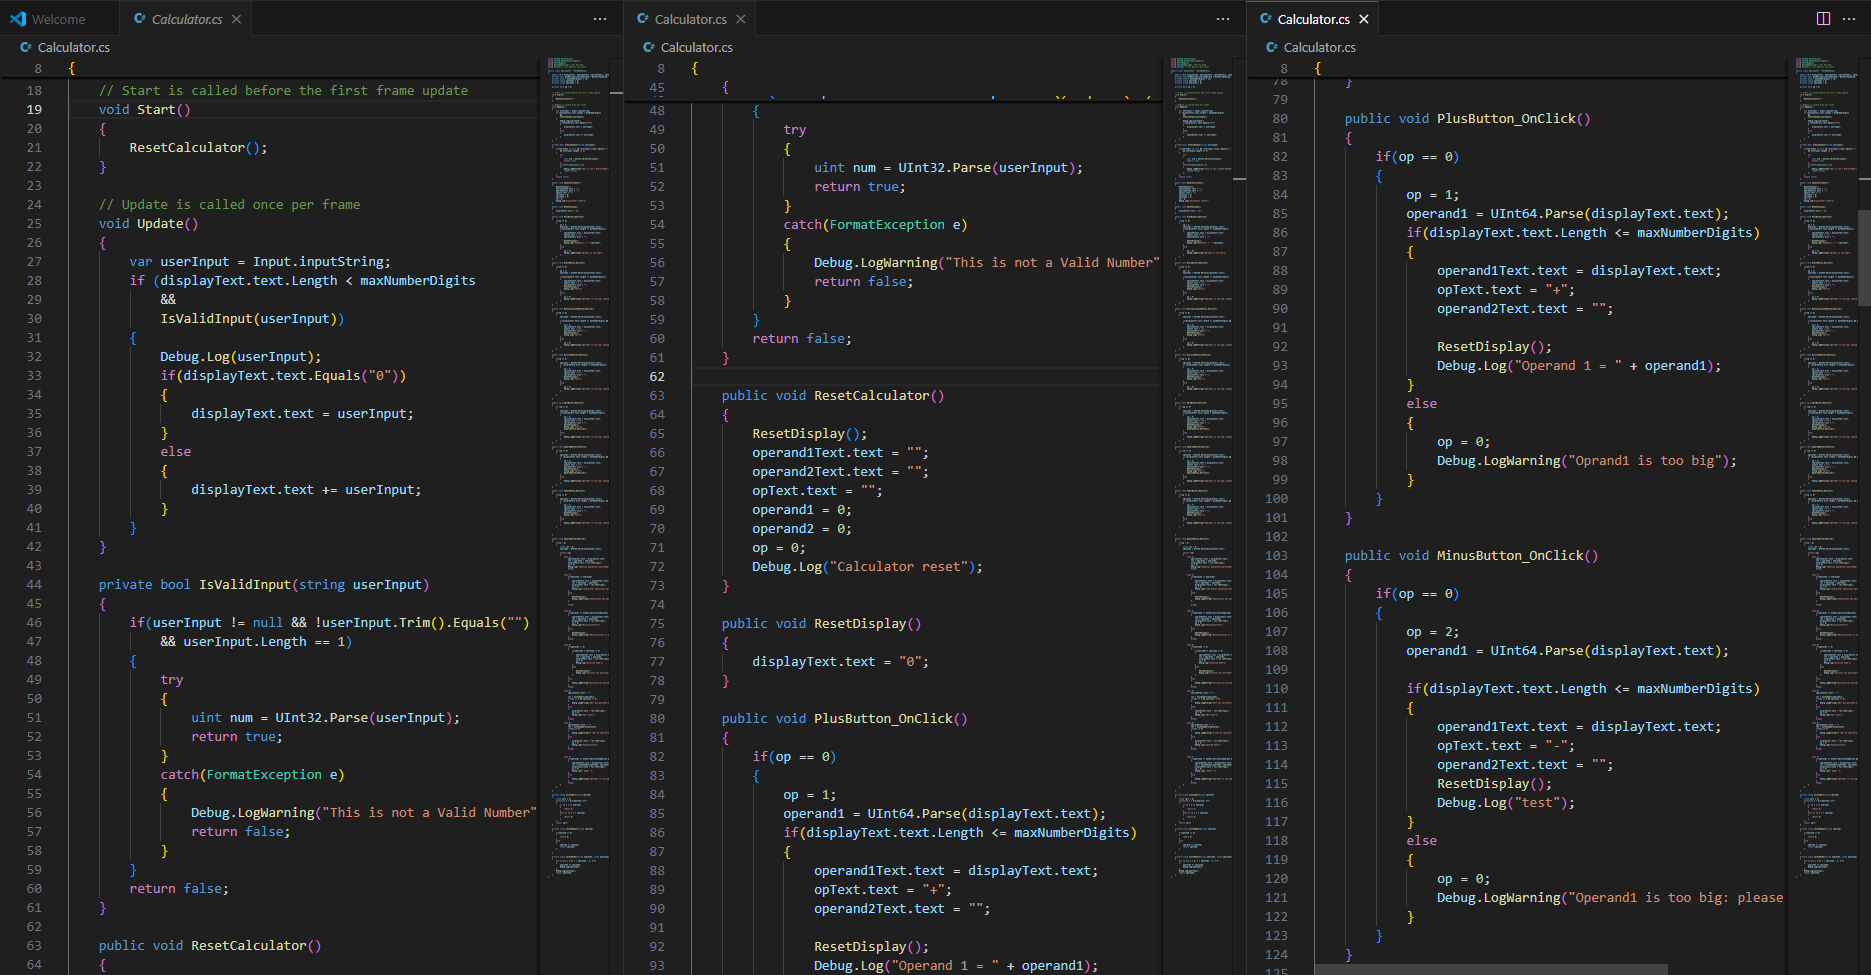 Welcome
Calculator.cs
Calculator.cs
8 {
18 // Start is called before the first frame update
19 void Start()
20 {
21 ResetCalculator();
22 }
23
24 // Update is called once per frame
25 void Update()
26 {
27 var userInput = Input.inputString;
28 if (displayText.text.Length < maxNumberDigits
29 &&
30 IsValidInput(userInput))
31 {
32 Debug.Log(userInput);
33 if(displayText.text.Equals("0"))
34 {
35 displayText.text = userInput;
36 }
37 else
38 {
39 displayText.text += userInput;
40 }
41 }
42 }
43
44 private bool IsValidInput(string userInput)
45 {
46 if(userInput != null && !userInput.Trim().Equals("")
47 && userInput.Length == 1)
48 {
49 try
50 {
51 uint num = UInt32.Parse(userInput);
52 return true;
53 }
54 catch(FormatException e)
55 {
56 Debug.LogWarning("This is not a Valid Number"
57 return false;
58 }
59 }
60 return false;
61 }
62
63 public void ResetCalculator()
64 {
Calculator.cs
Calculator.cs
8 {
45 {
48 {
49 try
50 {
51 uint num = UInt32.Parse(userInput);
52 return true;
53 }
54 catch(FormatException e)
55 {
56 Debug.LogWarning("This is not a Valid Number"
57 return false;
58 }
59 }
60 return false;
61 }
62
63 public void ResetCalculator()
64 {
65 ResetDisplay();
66 operand1Text.text = "";
67 operand2Text.text = "";
68 opText.text = "";
69 operand1 = 0;
70 operand2 = 0;
71 op = 0;
72 Debug.Log("Calculator reset");
73 }
74
75 public void ResetDisplay()
76 {
77 displayText.text = "0";
78 }
79
80 public void PlusButton_OnClick()
81 {
82 if(op == 0)
83 {
84 op = 1;
85 operand1 = UInt64.Parse(displayText.text);
86 if(displayText.text.Length <= maxNumberDigits)
87 {
88 operand1Text.text = displayText.text;
89 opText.text = "+";
90 operand2Text.text = "";
91
92 ResetDisplay();
93 Debug.Log("Operand 1 = " + operand1);
Calculator.cs
Calculator.cs
8 {
78 }
79
80 public void PlusButton_OnClick()
81 {
82 if(op == 0)
83 {
84 op = 1;
85 operand1 = UInt64.Parse(displayText.text);
86 if(displayText.text.Length <= maxNumberDigits)
87 {
88 operand1Text.text = displayText.text;
89 opText.text = "+";
90 operand2Text.text = "";
91
92 ResetDisplay();
93 Debug.Log("Operand 1 = " + operand1);
94 }
95 else
96 {
97 op = 0;
98 Debug.LogWarning("Oprand1 is too big");
99 }
100 }
101 }
102
103 public void MinusButton_OnClick()
104 {
105 if(op == 0)
106 {
107 op = 2;
108 operand1 = UInt64.Parse(displayText.text);
109
110 if(displayText.text.Length <= maxNumberDigits)
111 {
112 operand1Text.text = displayText.text;
113 opText.text = "-";
114 operand2Text.text = "";
115 ResetDisplay();
116 Debug.Log("test");
117 }
118 else
119 {
120 op = 0;
121 Debug.LogWarning("Operand1 is too big: please
122 }
123 }
124 }
125